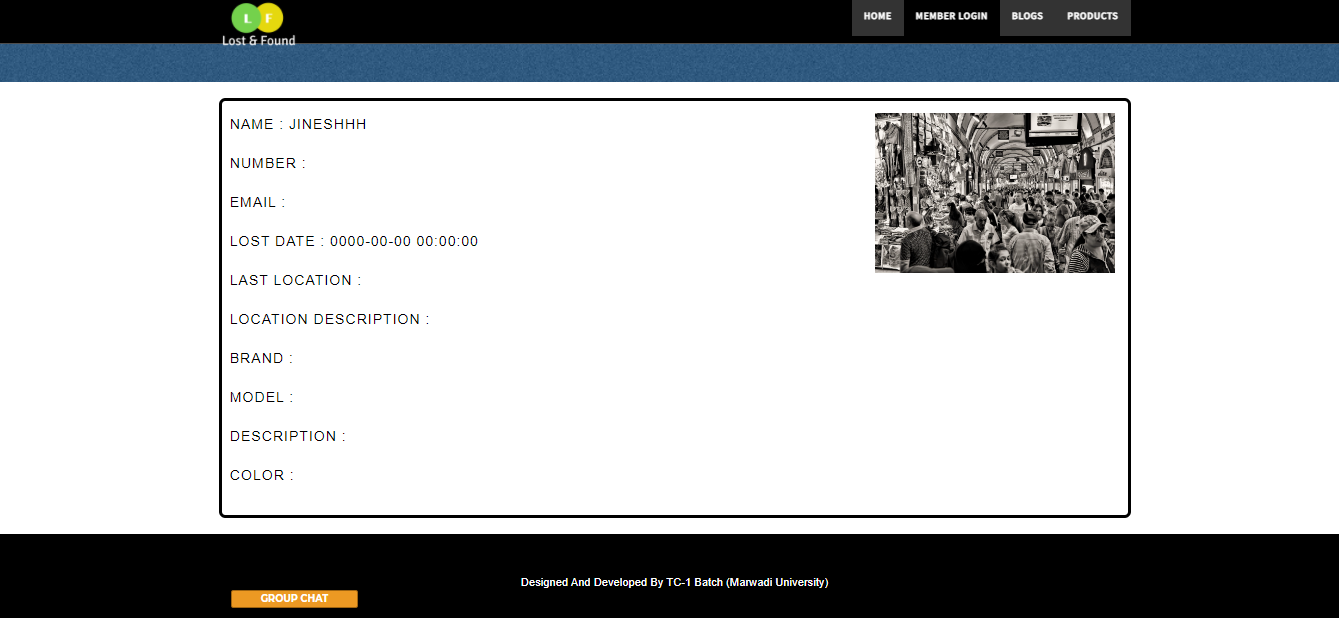 L F
Lost & Found
HOME MEMBER LOGIN BLOGS PRODUCTS
NAME : JINESHHH
NUMBER :
EMAIL :
LOST DATE : 0000-00-00 00:00:00
LAST LOCATION :
LOCATION DESCRIPTION :
BRAND :
MODEL :
DESCRIPTION :
COLOR :
Designed And Developed By TC-1 Batch (Marwadi University)
GROUP CHAT